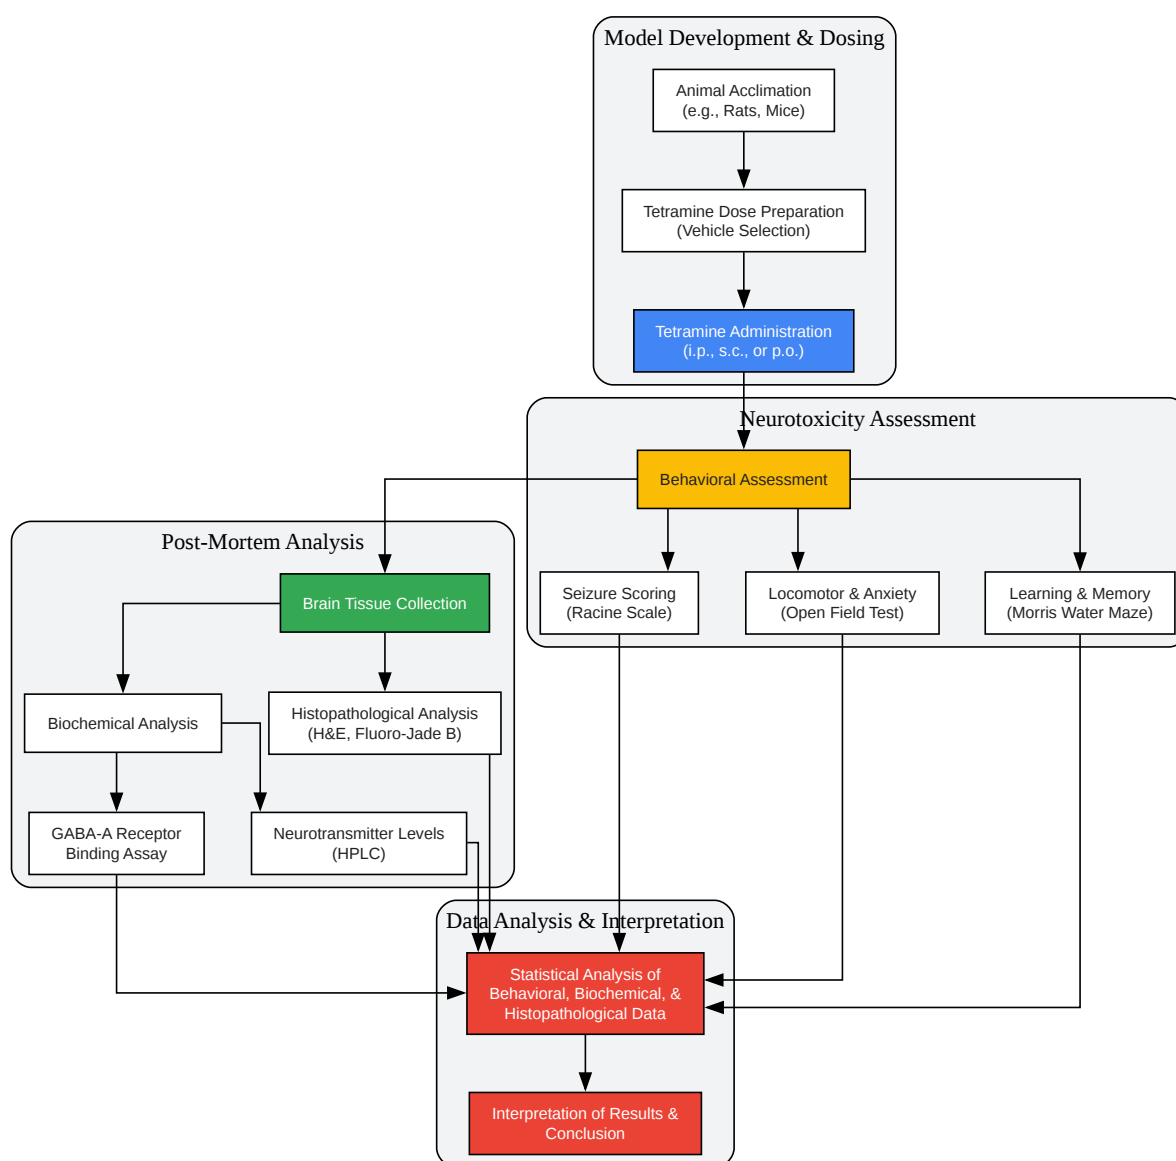 Model Development & Dosing
Animal Acclimation
(e.g., Rats, Mice)
Tetramine Dose Preparation
(Vehicle Selection)
Tetramine Administration
(i.p., s.c., or p.o.)
Neurotoxicity Assessment
Behavioral Assessment
Seizure Scoring
(Racine Scale)
Locomotor & Anxiety
(Open Field Test)
Learning & Memory
(Morris Water Maze)
Post-Mortem Analysis
Brain Tissue Collection
Biochemical Analysis
Histopathological Analysis
(H&E, Fluoro-Jade B)
GABA-A Receptor
Binding Assay
Neurotransmitter Levels
(HPLC)
Data Analysis & Interpretation
Statistical Analysis of
Behavioral, Biochemical, &
Histopathological Data
Interpretation of Results &
Conclusion